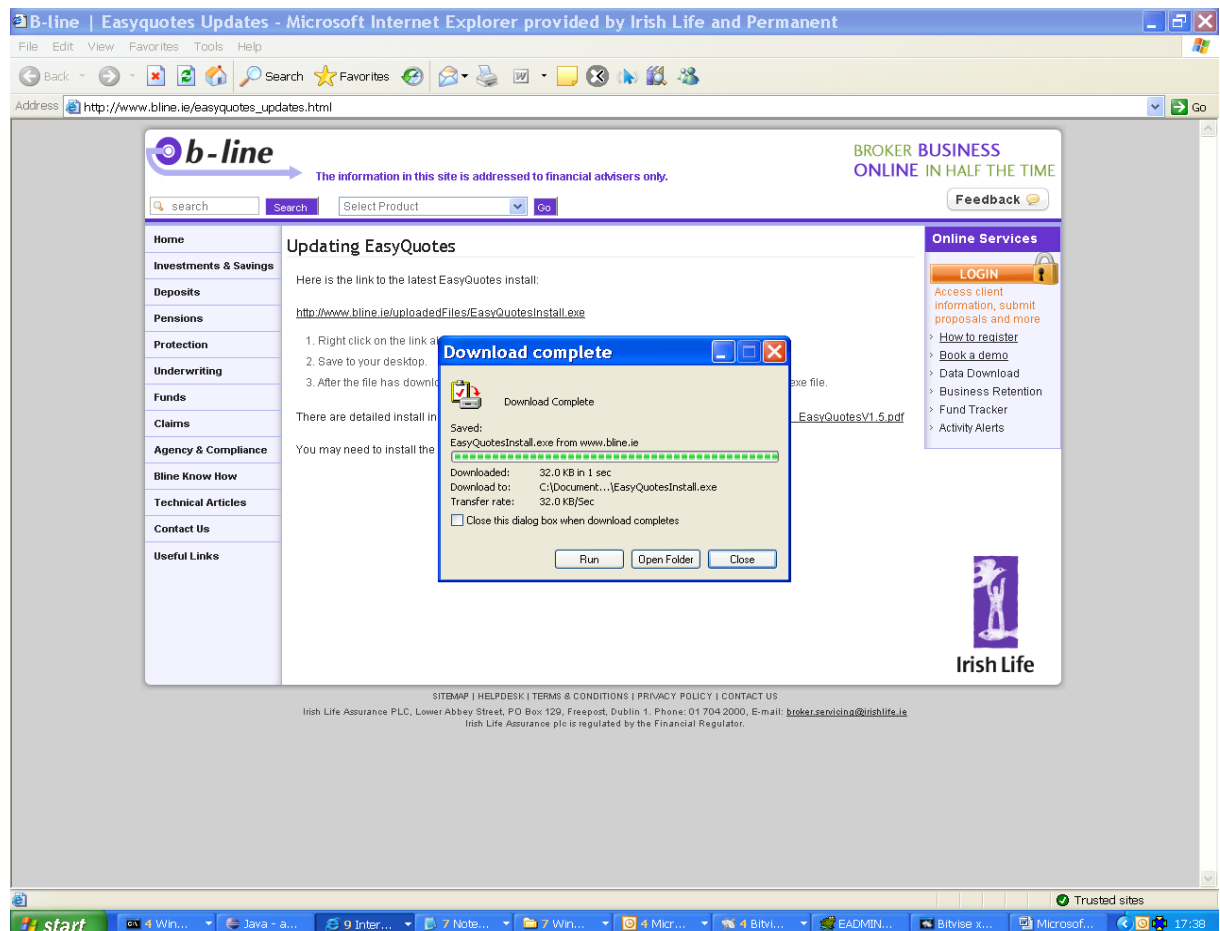 B-line | Easyquotes Updates - Microsoft Internet Explorer provided by Irish Life and Permanent
File Edit View Favorites Tools Help
Back Search Favorites
Address http://www.bline.ie/easyquotes_updates.html Go
b-line
The information in this site is addressed to financial advisers only.
BROKER BUSINESS
ONLINE IN HALF THE TIME
search Search Select Product Go
Feedback
Home
Investments & Savings
Deposits
Pensions
Protection
Underwriting
Funds
Claims
Agency & Compliance
Bline Know How
Technical Articles
Contact Us
Useful Links
Updating EasyQuotes
Here is the link to the latest EasyQuotes install:
http://www.bline.ie/uploadedFiles/EasyQuotesInstall.exe
1. Right click on the link
2. Save to your desktop.
3. After the file has exe file.
There are detailed install EasyQuotesV1.5.pdf
You may need to install the
Download complete
Download Complete
Saved:
EasyQuotesInstall.exe from www.bline.ie
Downloaded: 32.0 KB in 1 sec
Download to: C:\Document...\EasyQuotesInstall.exe
Transfer rate: 32.0 KB/Sec
Close this dialog box when download completes
Run Open Folder Close
Online Services
LOGIN
Access client
information, submit
proposals and more
How to register
Book a demo
Data Download
Business Retention
Fund Tracker
Activity Alerts
Irish Life
SITEMAP | HELPDESK | TERMS & CONDITIONS | PRIVACY POLICY | CONTACT US
Irish Life Assurance PLC, Lower Abbey Street, PO Box 129, Freepost, Dublin 1. Phone: 01 704 2000, E-mail: broker.servicing@irishlife.ie
Irish Life Assurance plc is regulated by the Financial Regulator.
Trusted sites
start 4 Win... Java - a... 9 Inter... 7 Note... 7 Win... 4 Micr... 4 Bitvi... EADMIN... Bitvise x... Microsof... 17:38